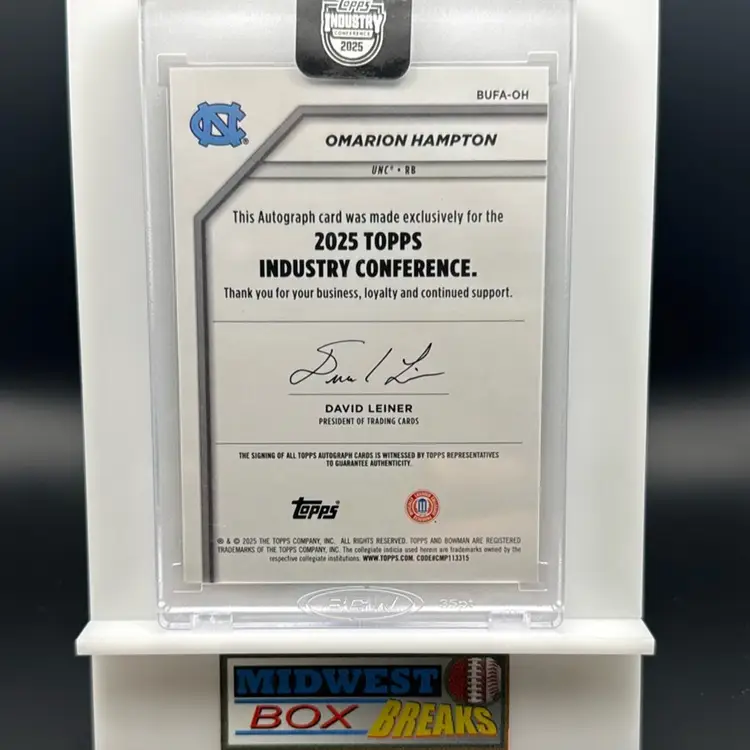 TOPPS
INDUSTRY
CONFERENCE
2025
BUFA-OH
NC
OMARION HAMPTON
UNC® • RB
This Autograph card was made exclusively for the
2025 TOPPS
INDUSTRY CONFERENCE.
Thank you for your business, loyalty and continued support.
DAVID LEINER
PRESIDENT OF TRADING CARDS
THE SIGNING OF ALL TOPPS AUTOGRAPH CARDS IS WITNESSED BY TOPPS REPRESENTATIVES
TO GUARANTEE AUTHENTICITY.
Topps®
® & © 2025 THE TOPPS COMPANY, INC. ALL RIGHTS RESERVED. TOPPS AND BOWMAN ARE REGISTERED
TRADEMARKS OF THE TOPPS COMPANY, INC. The collegiate indicia used herein are trademarks owned by the
respective collegiate institutions. WWW.TOPPS.COM. CODE#CMP113315
35pt
MIDWEST
BOX BREAKS